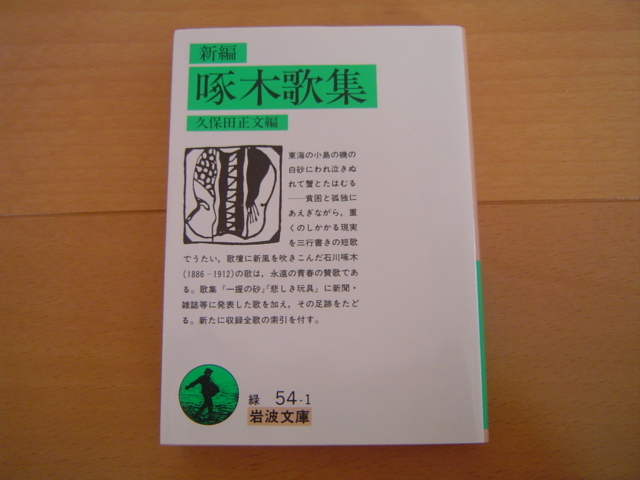 新編
啄木歌集
久保田正文編
東海の小島の磯の
白砂にわれ泣きぬ
れて蟹とたはむる
――貧困と孤独に
あえぎながら，重
くのしかかる現実
を三行書きの短歌
でうたい，歌壇に新風を吹きこんだ石川啄木
（1886－1912）の歌は，永遠の青春の賛歌であ
る。歌集『一握の砂』『悲しき玩具』に新聞・
雑誌等に発表した歌を加え，その足跡をたど
る。新たに収録全歌の索引を付す。
緑 54-1
岩波文庫